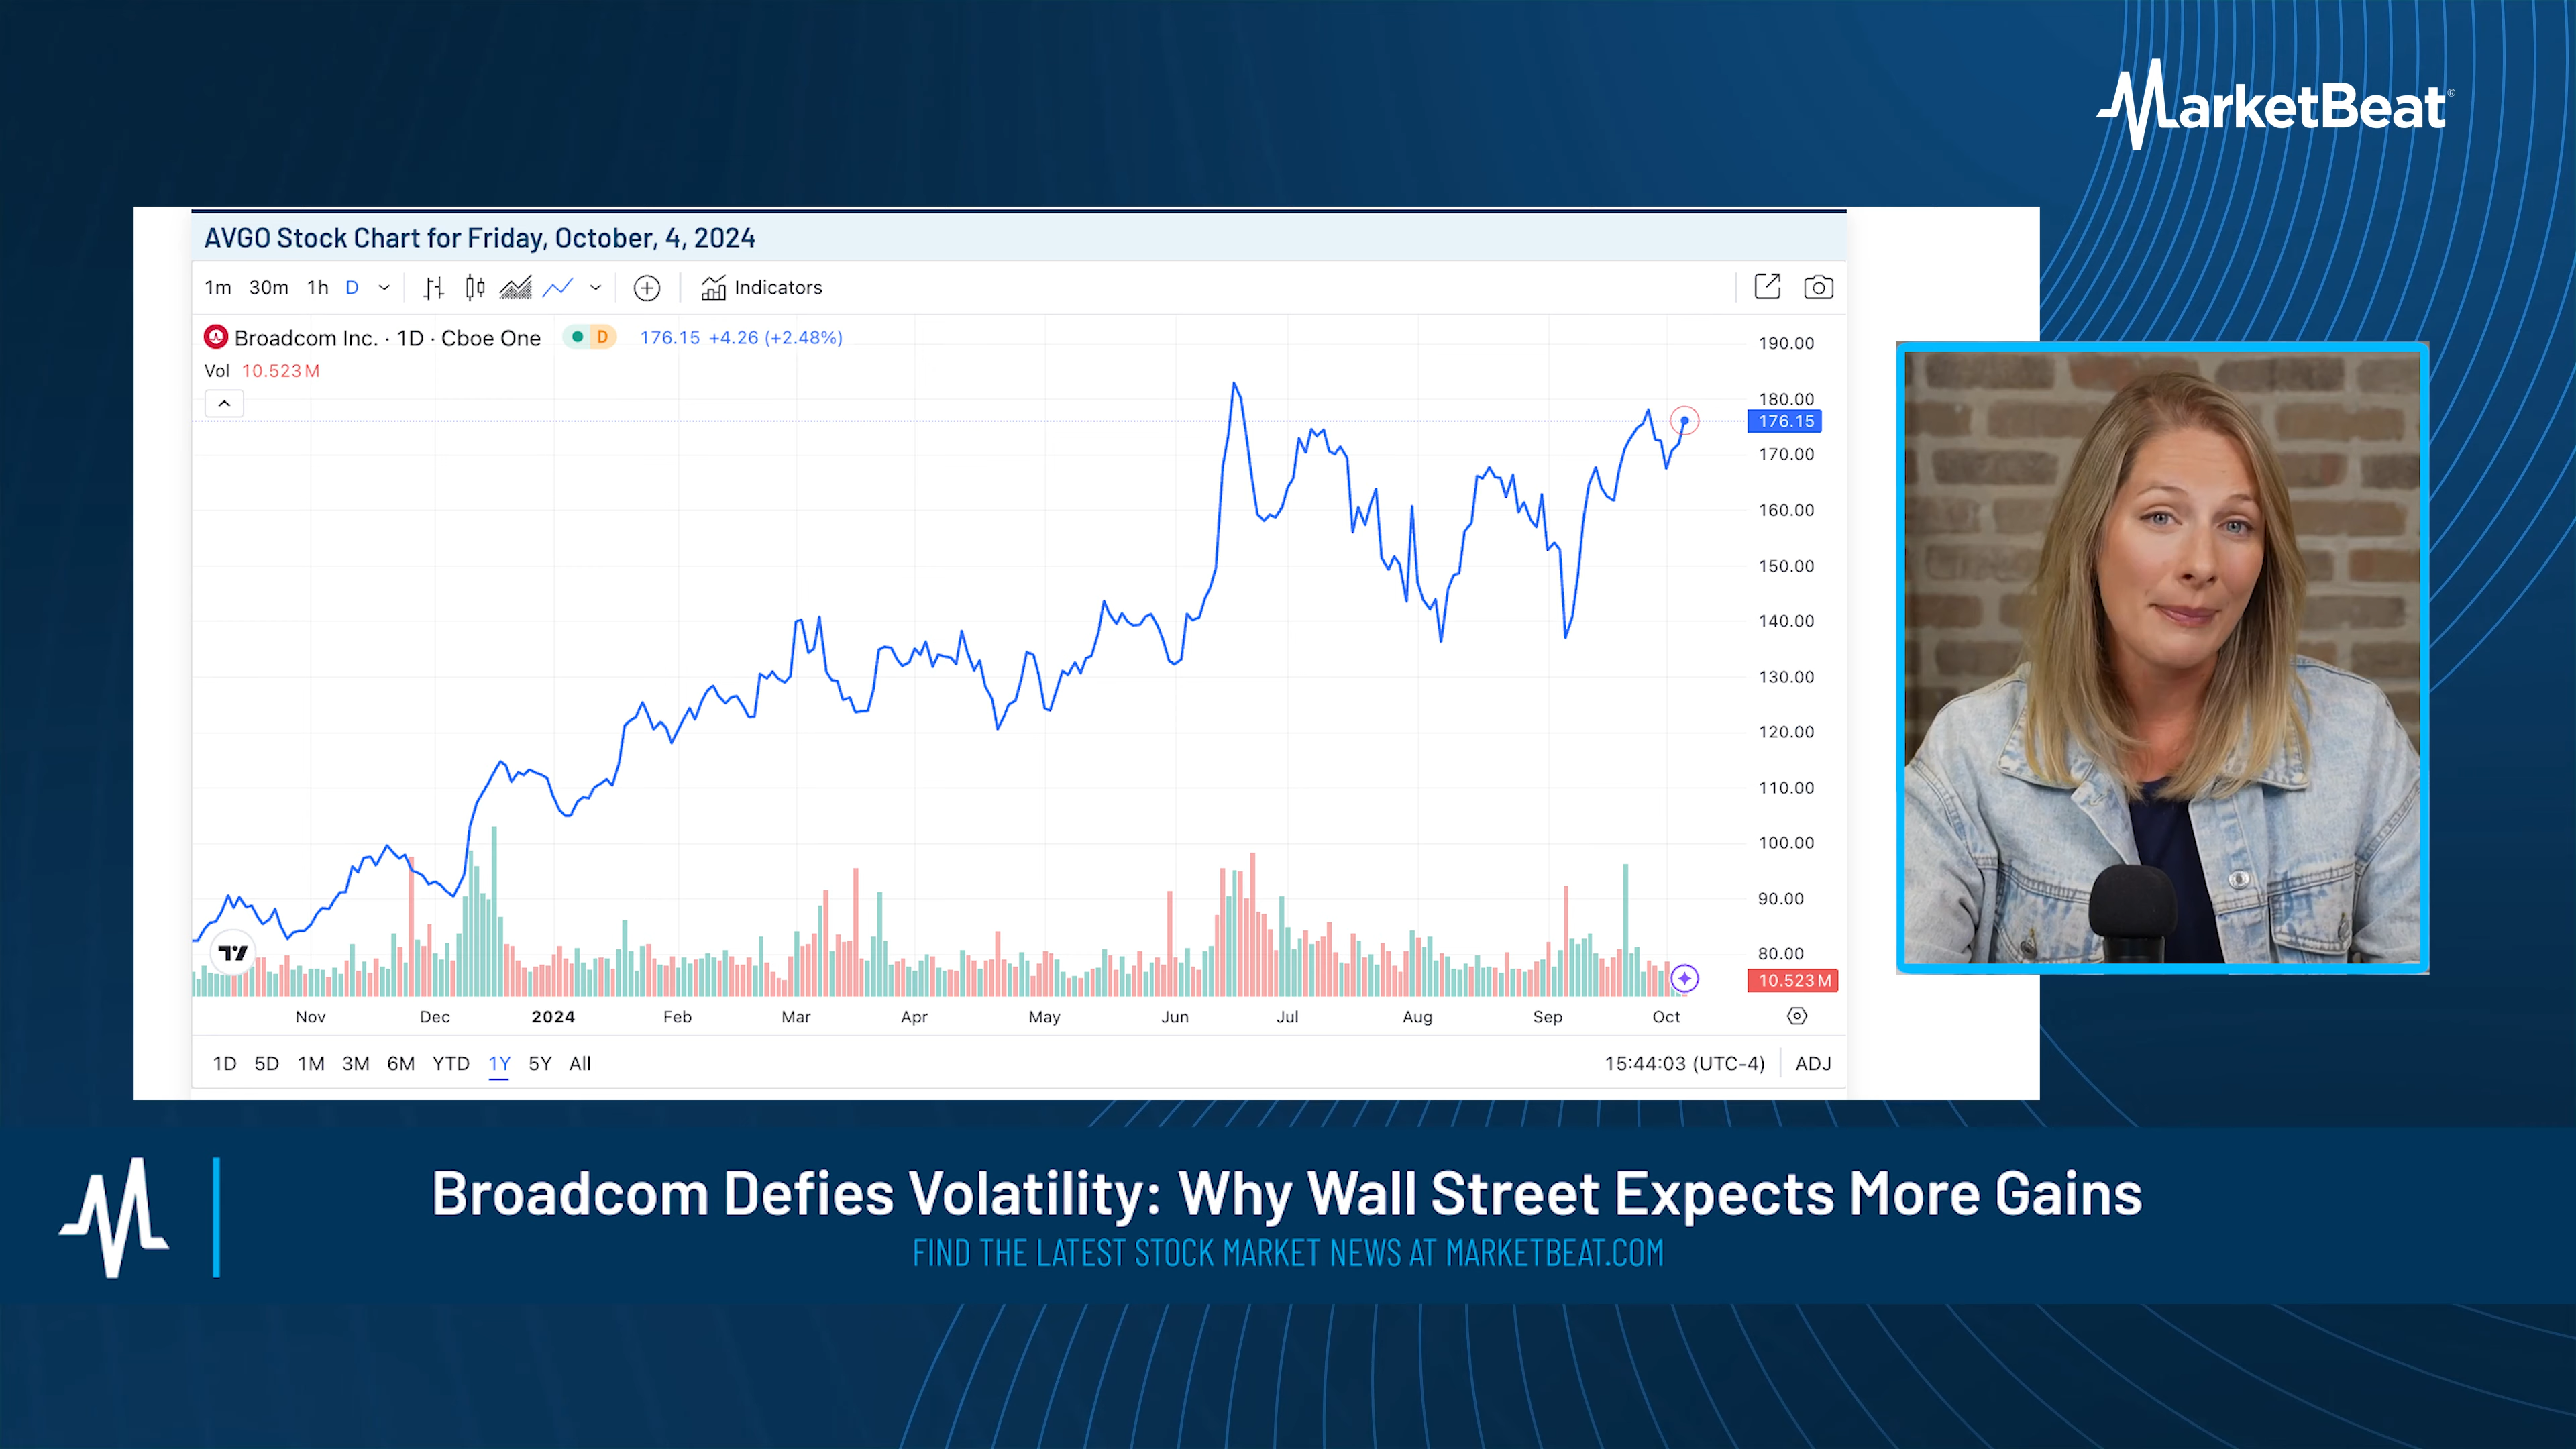 MarketBeat®
AVGO Stock Chart for Friday, October, 4, 2024
1m 30m 1h D Indicators
Broadcom Inc. · 1D · Cboe One D 176.15 +4.26 (+2.48%)
Vol 10.523 M
190.00
180.00
176.15
170.00
160.00
150.00
140.00
130.00
120.00
110.00
100.00
90.00
80.00
10.523 M
Nov Dec 2024 Feb Mar Apr May Jun Jul Aug Sep Oct
1D 5D 1M 3M 6M YTD 1Y 5Y All 15:44:03 (UTC-4) ADJ
Broadcom Defies Volatility: Why Wall Street Expects More Gains
FIND THE LATEST STOCK MARKET NEWS AT MARKETBEAT.COM